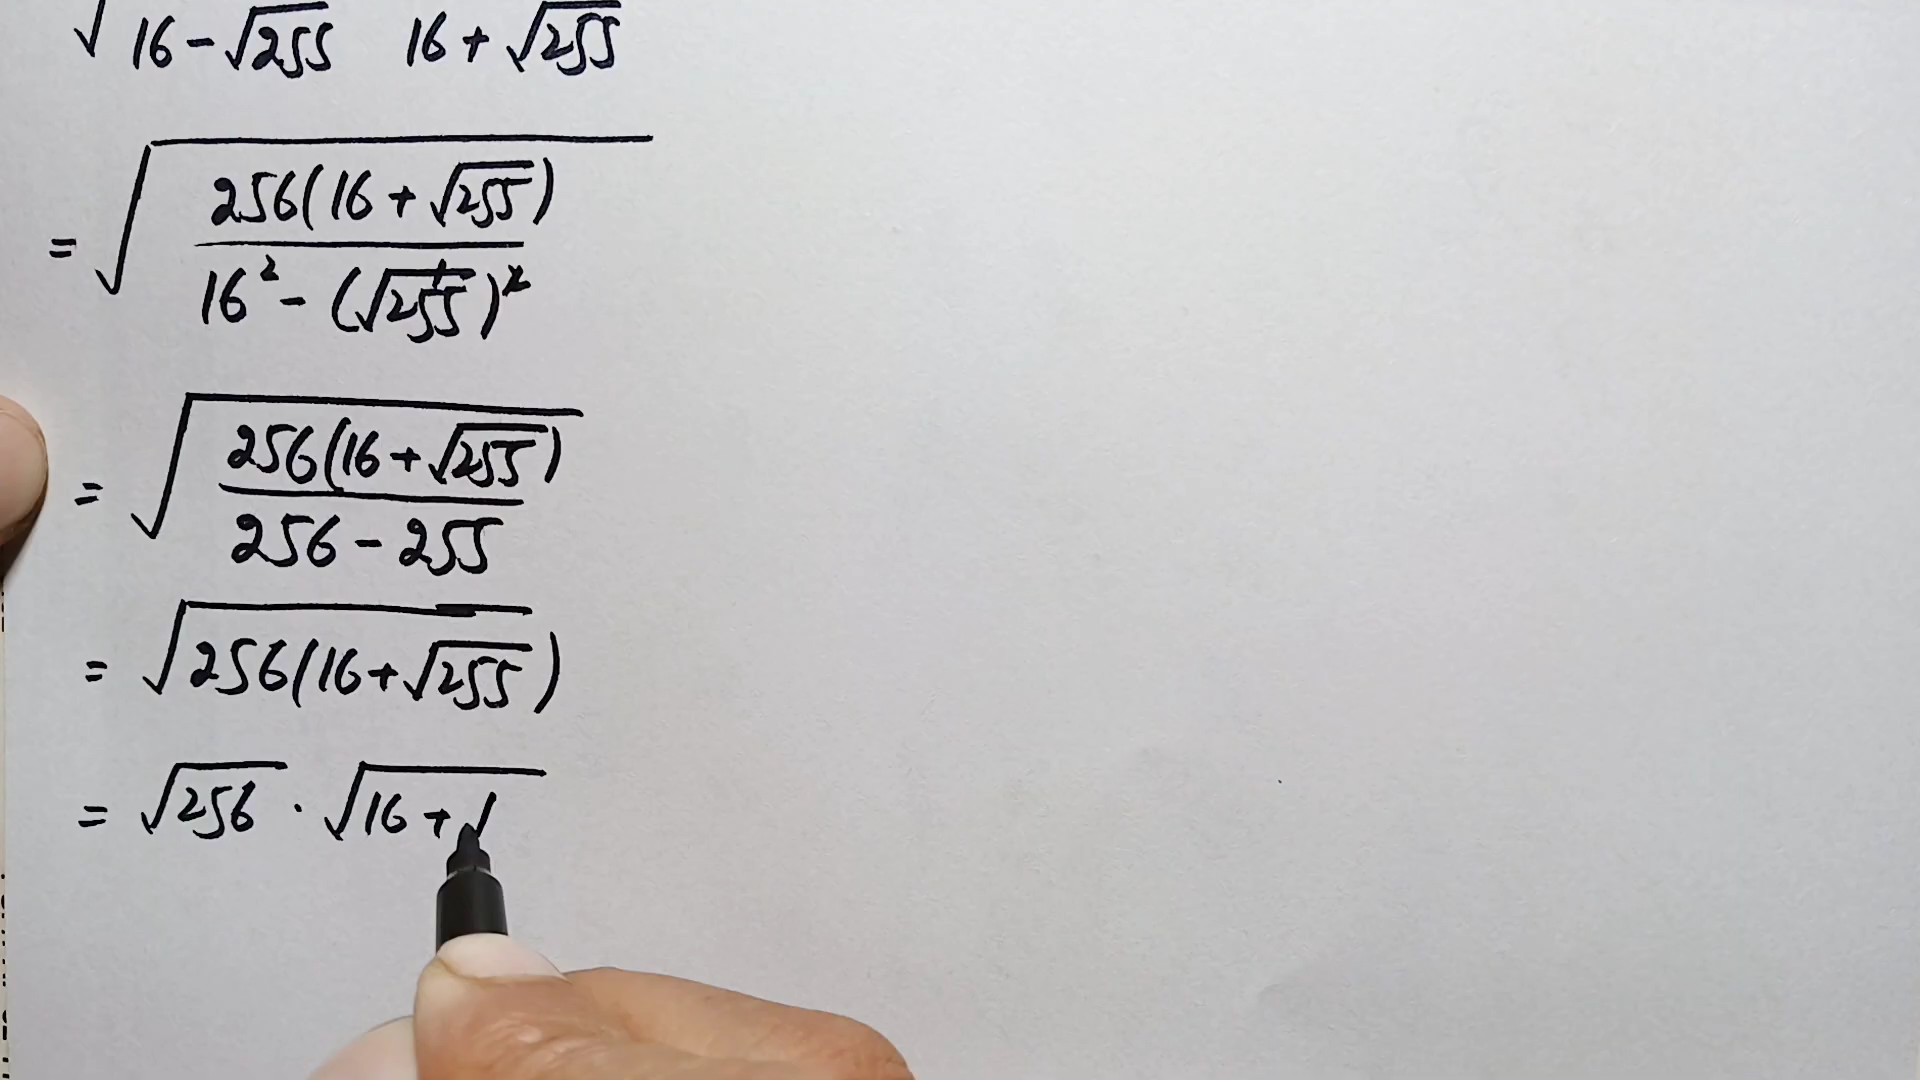 √ 16 - √255 16 + √255
= √ 256(16 + √255)
16² - (√255)²
= √ 256(16 + √255)
256 - 255
= √256(16 + √255)
= √256 · √16 + √